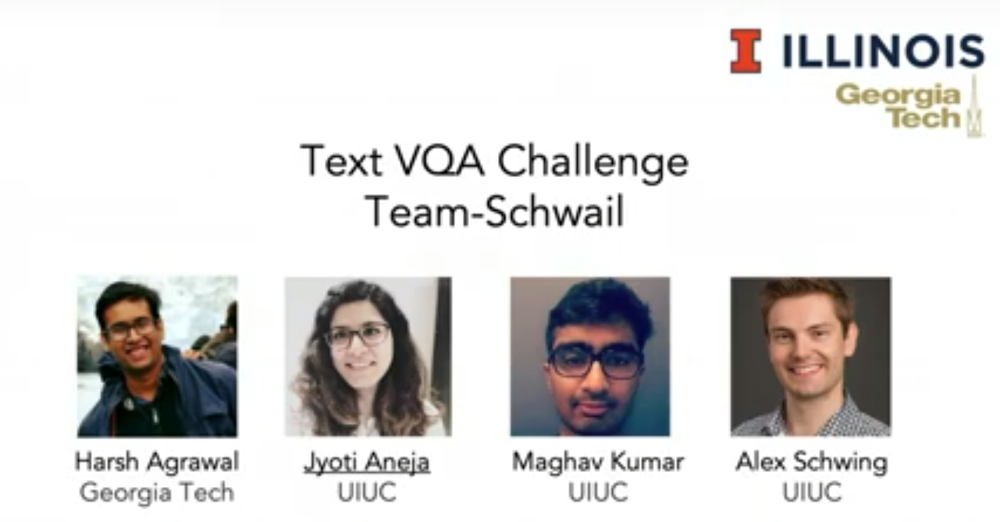 ILLINOIS
Georgia
Tech
Text VQA Challenge
Team-Schwail
Harsh Agrawal
Georgia Tech
Jyoti Aneja
UIUC
Maghav Kumar
UIUC
Alex Schwing
UIUC